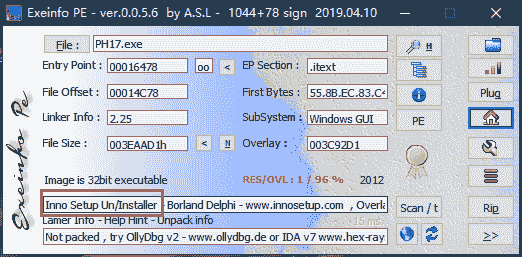 Exeinfo PE - ver.0.0.5.6 by A.S.L - 1044+78 sign 2019.04.10
File : PH17.exe
Entry Point : 00016478 oo < EP Section : .itext
File Offset : 00014C78 First Bytes : 55.8B.EC.83.C4
Linker Info : 2.25 SubSystem : Windows GUI PE
File Size : 003EAAD1h < N Overlay : 003C92D1
Image is 32bit executable RES/OVL : 1 / 96 % 2012
Inno Setup Un/Installer Borland Delphi - www.innosetup.com , Overla Scan / t Rip
Lamer Info - Help Hint - Unpack info 15 ms.
Not packed , try OllyDbg v2 - www.ollydbg.de or IDA v7 www.hex-ray >>
Plug
H
Exeinfo Pe